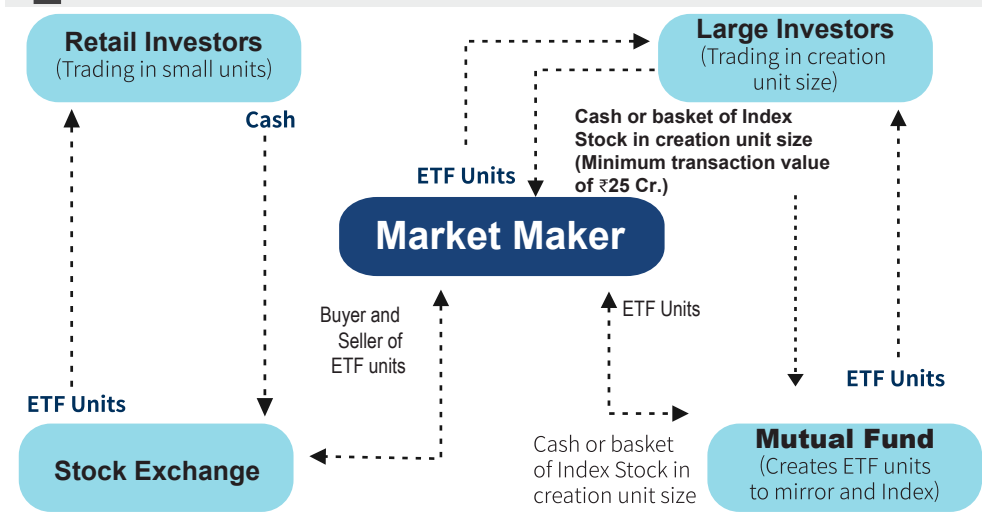 Retail Investors
(Trading in small units)
Large Investors
(Trading in creation
unit size)
Cash
Cash or basket of Index
Stock in creation unit size
(Minimum transaction value
of ₹25 Cr.)
ETF Units
Market Maker
Buyer and
Seller of
ETF units
ETF Units
ETF Units
ETF Units
Stock Exchange
Cash or basket
of Index Stock in
creation unit size
Mutual Fund
(Creates ETF units
to mirror and Index)